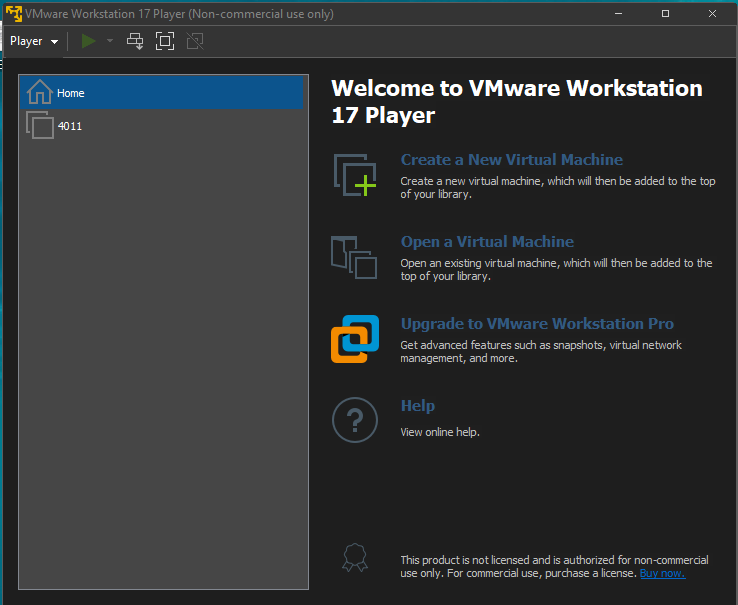 VMware Workstation 17 Player (Non-commercial use only)
Player
Home
4011
Welcome to VMware Workstation
17 Player
Create a New Virtual Machine
Create a new virtual machine, which will then be added to the top
of your library.
Open a Virtual Machine
Open an existing virtual machine, which will then be added to the
top of your library.
Upgrade to VMware Workstation Pro
Get advanced features such as snapshots, virtual network
management, and more.
?
Help
View online help.
This product is not licensed and is authorized for non-commercial
use only. For commercial use, purchase a license. Buy now.